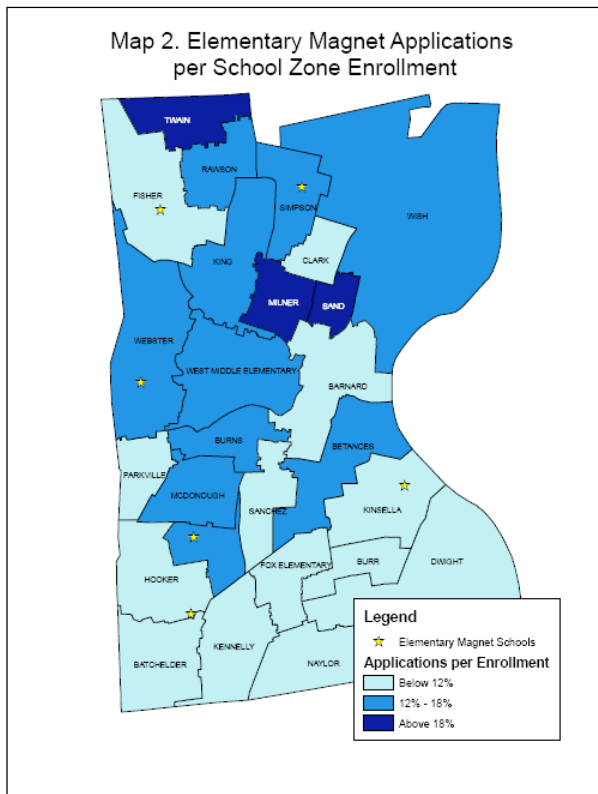 Map 2. Elementary Magnet Applications
per School Zone Enrollment
TWAIN
RAWSON
FISHER
SIMPSON
WISH
CLARK
KING
MILNER
SAND
WEBSTER
WEST MIDDLE ELEMENTARY
BARNARD
BURNS
BETANCES
PARKVILLE
MCDONOUGH
SANCHEZ
KINSELLA
HOOKER
FOX ELEMENTARY
BURR
DWIGHT
KENNELLY
BATCHELDER
NAYLOR
Legend
Elementary Magnet Schools
Applications per Enrollment
Below 12%
12% - 18%
Above 18%